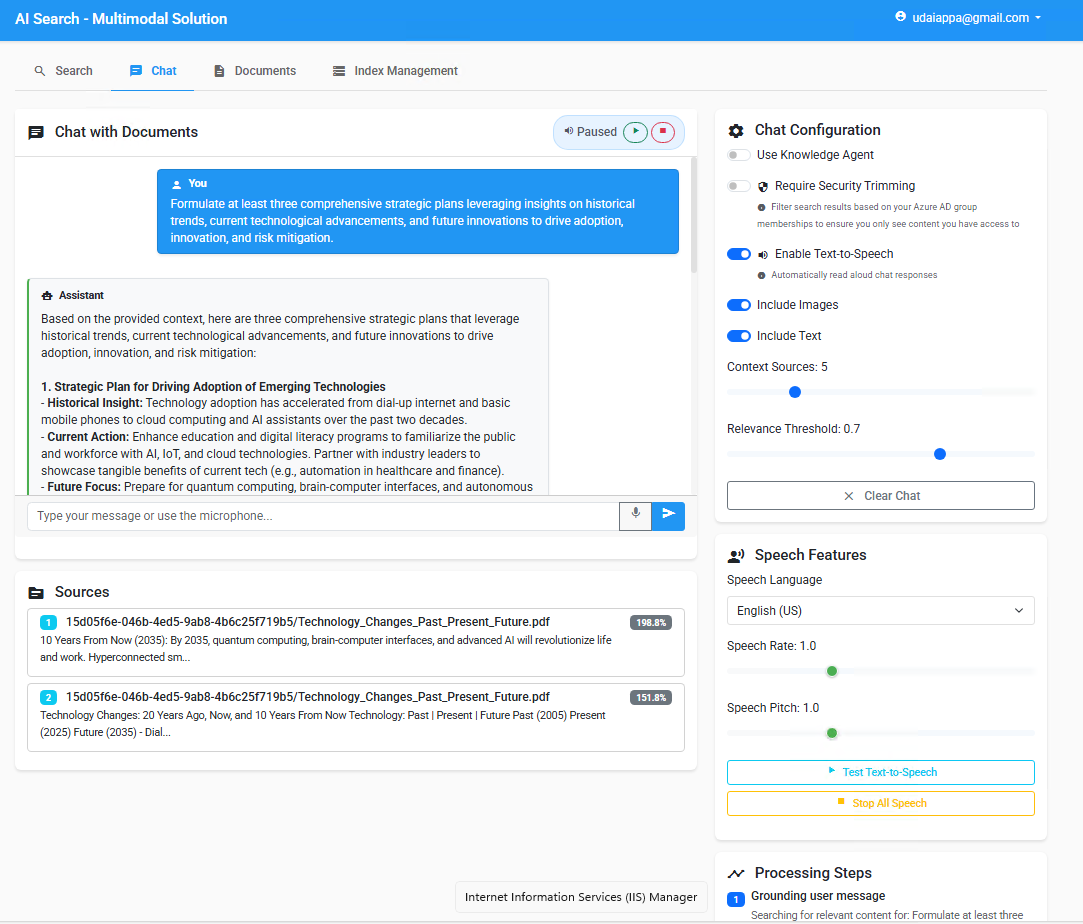 AI Search - Multimodal Solution
udaiappa@gmail.com
Search
Chat
Documents
Index Management
Chat with Documents
Paused
You
Formulate at least three comprehensive strategic plans leveraging insights on historical
trends, current technological advancements, and future innovations to drive adoption,
innovation, and risk mitigation.
Assistant
Based on the provided context, here are three comprehensive strategic plans that leverage
historical trends, current technological advancements, and future innovations to drive
adoption, innovation, and risk mitigation:
1. Strategic Plan for Driving Adoption of Emerging Technologies
- Historical Insight: Technology adoption has accelerated from dial-up internet and basic
mobile phones to cloud computing and AI assistants over the past two decades.
- Current Action: Enhance education and digital literacy programs to familiarize the public
and workforce with AI, IoT, and cloud technologies. Partner with industry leaders to
showcase tangible benefits of current tech (e.g., automation in healthcare and finance).
- Future Focus: Prepare for quantum computing, brain-computer interfaces, and autonomous
Type your message or use the microphone...
Sources
1 15d05f6e-046b-4ed5-9ab8-4b6c25f719b5/Technology_Changes_Past_Present_Future.pdf 198.8%
10 Years From Now (2035): By 2035, quantum computing, brain-computer interfaces, and advanced AI will revolutionize life
and work. Hyperconnected sm...
2 15d05f6e-046b-4ed5-9ab8-4b6c25f719b5/Technology_Changes_Past_Present_Future.pdf 151.8%
Technology Changes: 20 Years Ago, Now, and 10 Years From Now Technology: Past | Present | Future Past (2005) Present
(2025) Future (2035) - Dial...
Chat Configuration
Use Knowledge Agent
Require Security Trimming
Filter search results based on your Azure AD group
memberships to ensure you only see content you have access to
Enable Text-to-Speech
Automatically read aloud chat responses
Include Images
Include Text
Context Sources: 5
Relevance Threshold: 0.7
Clear Chat
Speech Features
Speech Language
English (US)
Speech Rate: 1.0
Speech Pitch: 1.0
Test Text-to-Speech
Stop All Speech
Processing Steps
1 Grounding user message
Searching for relevant content for: Formulate at least three
Internet Information Services (IIS) Manager